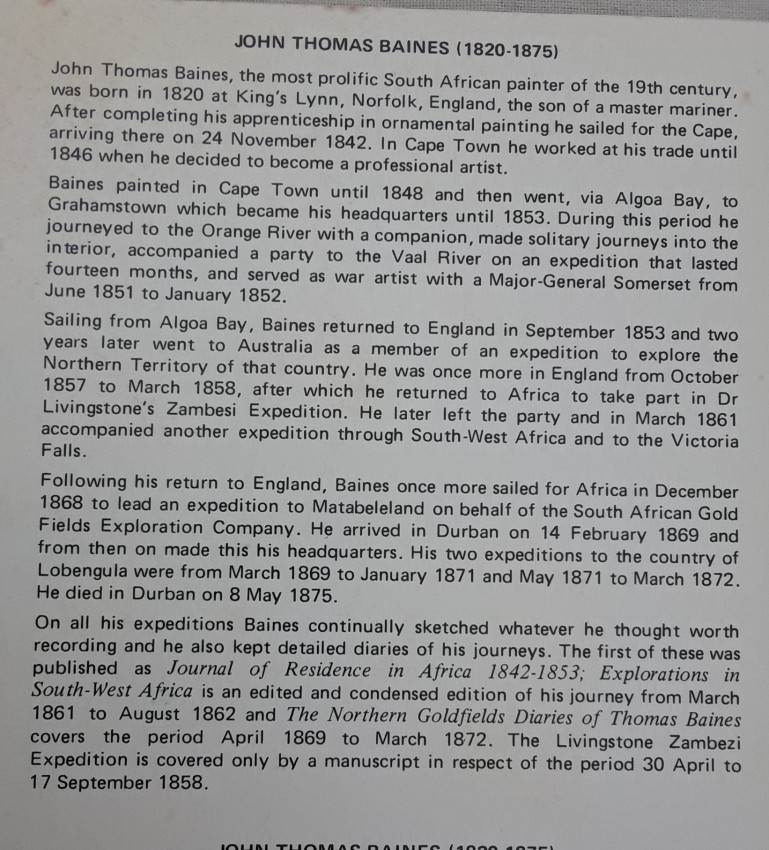 JOHN THOMAS BAINES (1820-1875)
John Thomas Baines, the most prolific South African painter of the 19th century,
was born in 1820 at King's Lynn, Norfolk, England, the son of a master mariner.
After completing his apprenticeship in ornamental painting he sailed for the Cape,
arriving there on 24 November 1842. In Cape Town he worked at his trade until
1846 when he decided to become a professional artist.
Baines painted in Cape Town until 1848 and then went, via Algoa Bay, to
Grahamstown which became his headquarters until 1853. During this period he
journeyed to the Orange River with a companion, made solitary journeys into the
interior, accompanied a party to the Vaal River on an expedition that lasted
fourteen months, and served as war artist with a Major-General Somerset from
June 1851 to January 1852.
Sailing from Algoa Bay, Baines returned to England in September 1853 and two
years later went to Australia as a member of an expedition to explore the
Northern Territory of that country. He was once more in England from October
1857 to March 1858, after which he returned to Africa to take part in Dr
Livingstone's Zambesi Expedition. He later left the party and in March 1861
accompanied another expedition through South-West Africa and to the Victoria
Falls.
Following his return to England, Baines once more sailed for Africa in December
1868 to lead an expedition to Matabeleland on behalf of the South African Gold
Fields Exploration Company. He arrived in Durban on 14 February 1869 and
from then on made this his headquarters. His two expeditions to the country of
Lobengula were from March 1869 to January 1871 and May 1871 to March 1872.
He died in Durban on 8 May 1875.
On all his expeditions Baines continually sketched whatever he thought worth
recording and he also kept detailed diaries of his journeys. The first of these was
published as Journal of Residence in Africa 1842-1853; Explorations in
South-West Africa is an edited and condensed edition of his journey from March
1861 to August 1862 and The Northern Goldfields Diaries of Thomas Baines
covers the period April 1869 to March 1872. The Livingstone Zambezi
Expedition is covered only by a manuscript in respect of the period 30 April to
17 September 1858.
JOHN THOMAS BAINES (1820-1875)